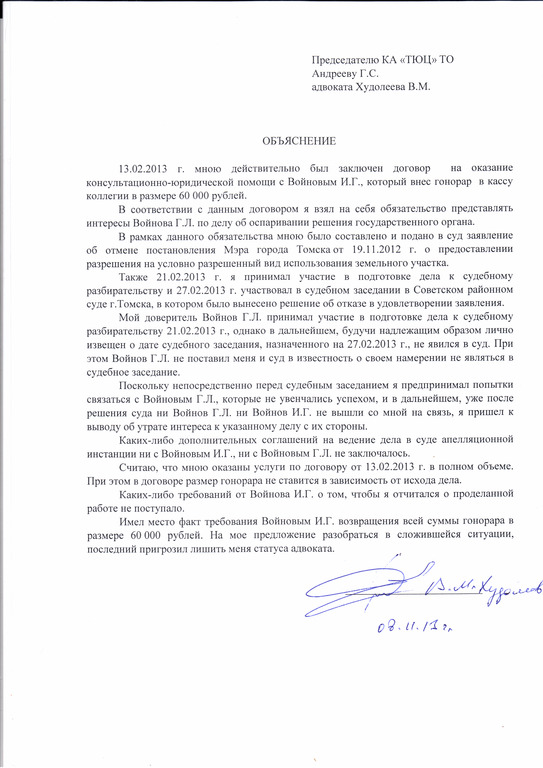 Председателю КА «ТЮЦ» ТО
Андрееву Г.С.
адвоката Худолеева В.М.
ОБЪЯСНЕНИЕ
13.02.2013 г. мною действительно был заключен договор на оказание
консультационно-юридической помощи с Войновым И.Г., который внес гонорар в кассу
коллегии в размере 60 000 рублей.
В соответствии с данным договором я взял на себя обязательство представлять
интересы Войнова Г.Л. по делу об оспаривании решения государственного органа.
В рамках данного обязательства мною было составлено и подано в суд заявление
об отмене постановления Мэра города Томска от 19.11.2012 г. о предоставлении
разрешения на условно разрешенный вид использования земельного участка.
Также 21.02.2013 г. я принимал участие в подготовке дела к судебному
разбирательству и 27.02.2013 г. участвовал в судебном заседании в Советском районном
суде г.Томска, в котором было вынесено решение об отказе в удовлетворении заявления.
Мой доверитель Войнов Г.Л. принимал участие в подготовке дела к судебному
разбирательству 21.02.2013 г., однако в дальнейшем, будучи надлежащим образом лично
извещен о дате судебного заседания, назначенного на 27.02.2013 г., не явился в суд. При
этом Войнов Г.Л. не поставил меня и суд в известность о своем намерении не являться в
судебное заседание.
Поскольку непосредственно перед судебным заседанием я предпринимал попытки
связаться с Войновым Г.Л., которые не увенчались успехом, и в дальнейшем, уже после
решения суда ни Войнов Г.Л. ни Войнов И.Г. не вышли со мной на связь, я пришел к
выводу об утрате интереса к указанному делу с их стороны.
Каких-либо дополнительных соглашений на ведение дела в суде апелляционной
инстанции ни с Войновым И.Г., ни с Войновым Г.Л. не заключалось.
Считаю, что мною оказаны услуги по договору от 13.02.2013 г. в полном объеме.
При этом в договоре размер гонорара не ставится в зависимость от исхода дела.
Каких-либо требований от Войнова И.Г. о том, чтобы я отчитался о проделанной
работе не поступало.
Имел место факт требования Войновым И.Г. возвращения всей суммы гонорара в
размере 60 000 рублей. На мое предложение разобраться в сложившейся ситуации,
последний пригрозил лишить меня статуса адвоката.
В.М. Худолеев
08.11.13 г.